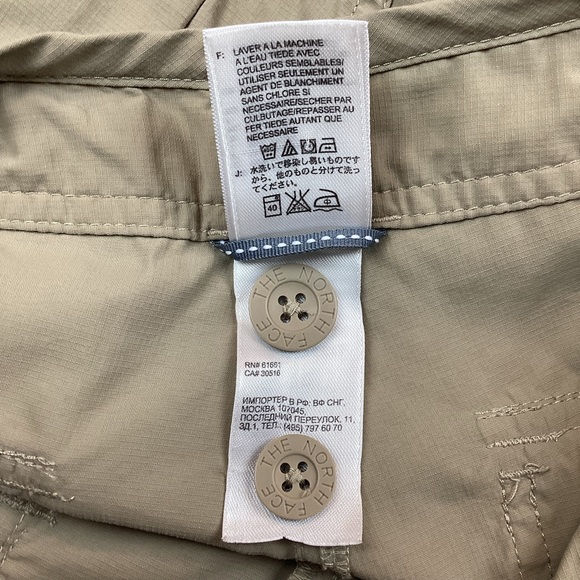 F: LAVER A LA MACHINE
A L'EAU TIEDE AVEC
COULEURS SEMBLABLES/
UTILISER SEULEMENT UN
AGENT DE BLANCHIMENT
SANS CHLORE SI
NECESSAIRE/SECHER PAR
CULBUTAGE/REPASSER AU
FER TIEDE AUTANT QUE
NECESSAIRE
J: 水洗いで移染し易いものです
から、他のものと分けて洗っ
てください。
40
THE NORTH FACE
RN# 61661
CA# 30516
ИМПОРТЕР В РФ: ВФ СНГ,
МОСКВА 107045,
ПОСЛЕДНИЙ ПЕРЕУЛОК, 11,
ЗД.1, ТЕЛ.: (495) 797 60 70
THE NORTH FACE